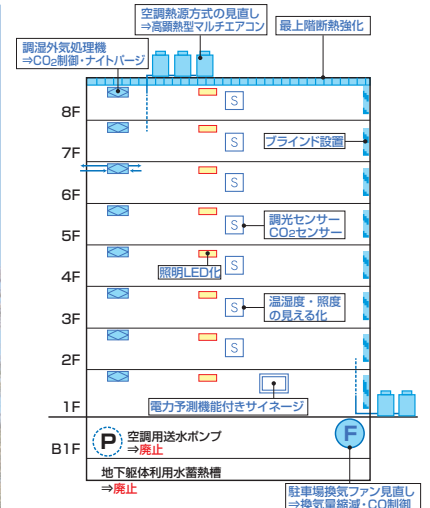 空調熱源方式の見直し
⇒高顕熱型マルチエアコン
最上階断熱強化
調湿外気処理機
⇒CO2制御・ナイトパージ
8F
S
7F
S
ブラインド設置
6F
S
5F
S
調光センサー
CO2センサー
4F
照明LED化
S
3F
S
温湿度・照度
の見える化
2F
S
1F
電力予測機能付きサイネージ
B1F
P
空調用送水ポンプ
⇒廃止
F
地下躯体利用水蓄熱槽
⇒廃止
駐車場換気ファン見直し
⇒換気量縮減・CO制御